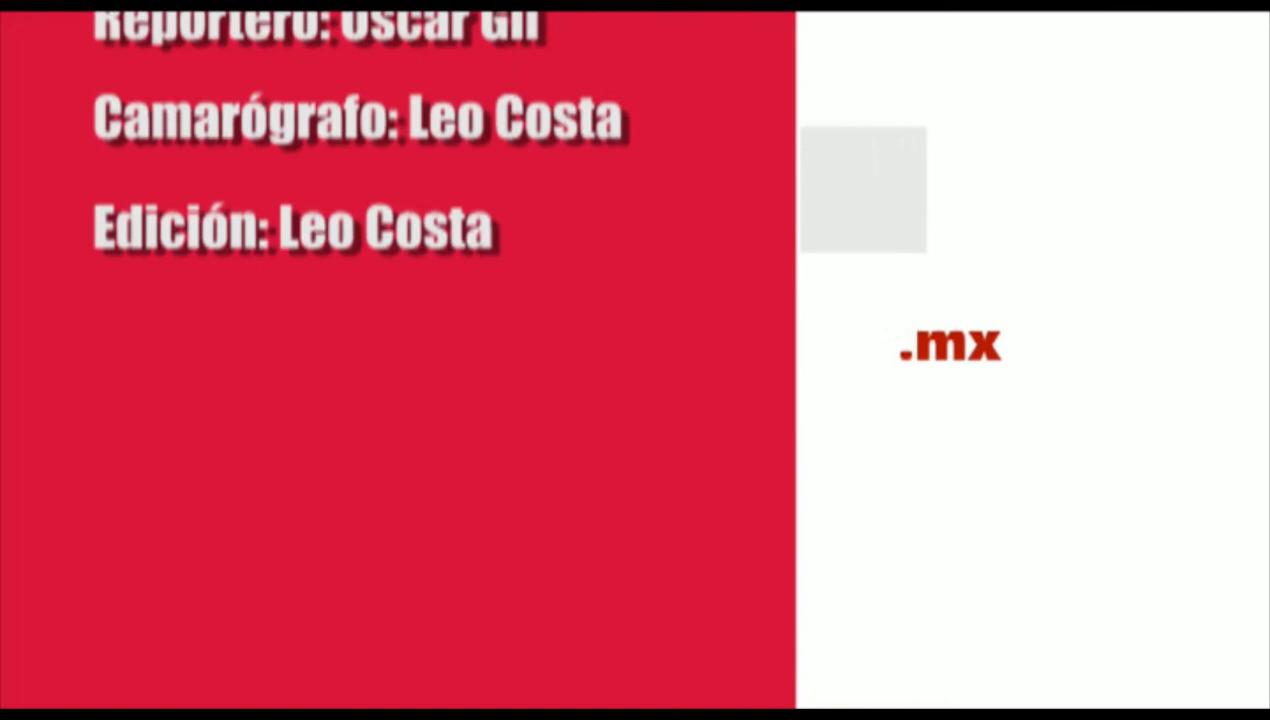 Reportero: Oscar Gil
Camarógrafo: Leo Costa
Edición: Leo Costa
.mx